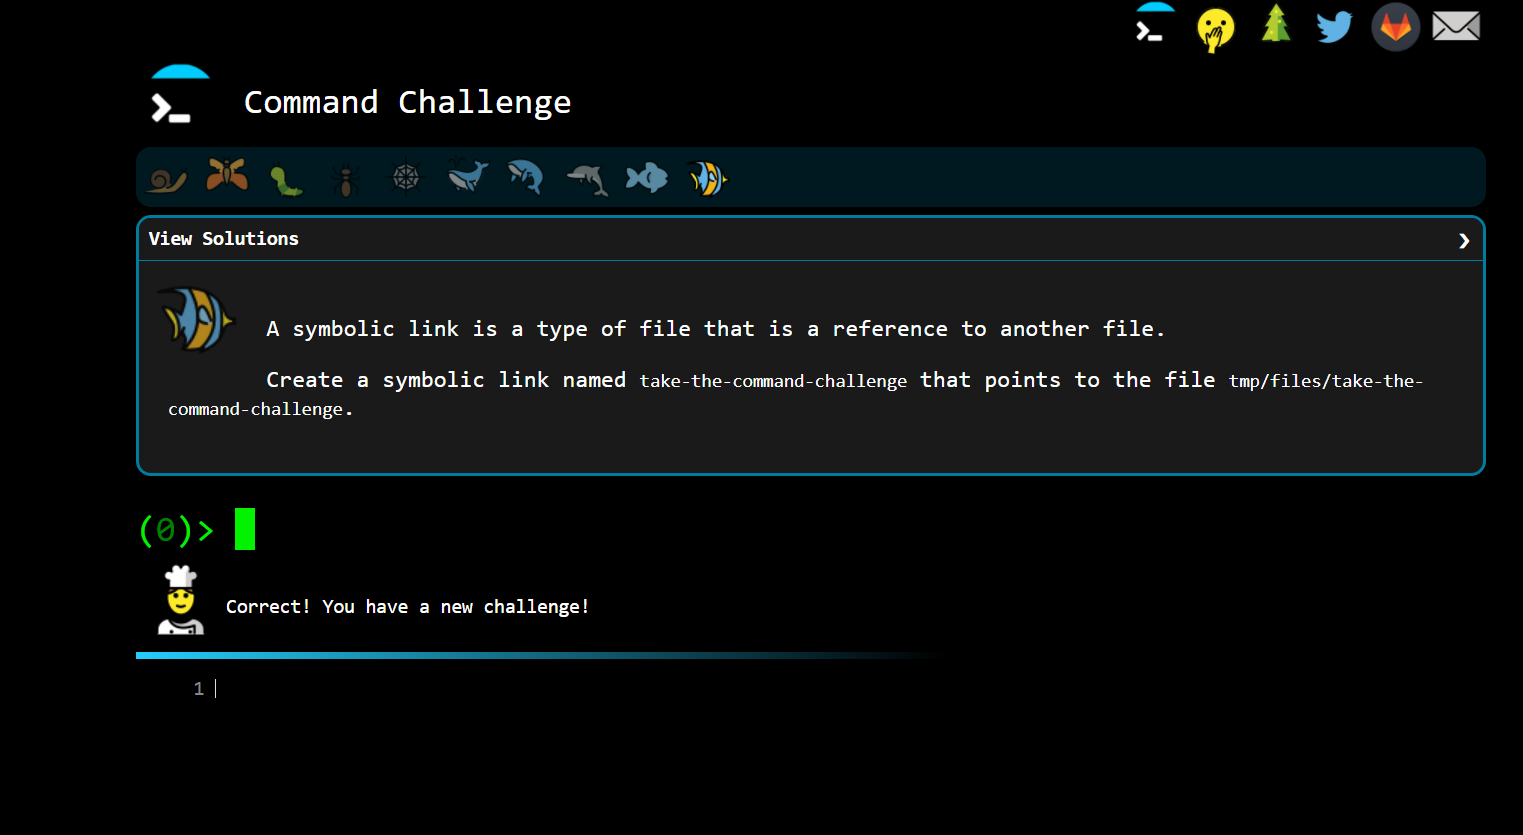 Command Challenge
View Solutions
A symbolic link is a type of file that is a reference to another file.
Create a symbolic link named take-the-command-challenge that points to the file tmp/files/take-the-
command-challenge.
(0)>
Correct! You have a new challenge!
1